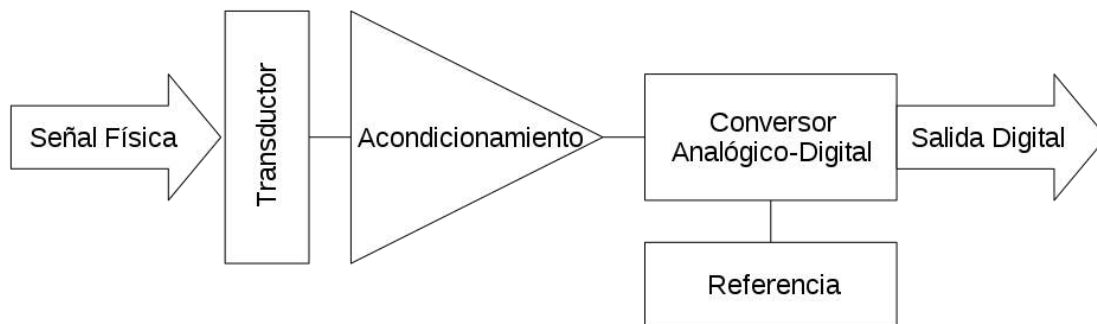 Señal Física
Transductor
Acondicionamiento
Conversor
Analógico-Digital
Salida Digital
Referencia